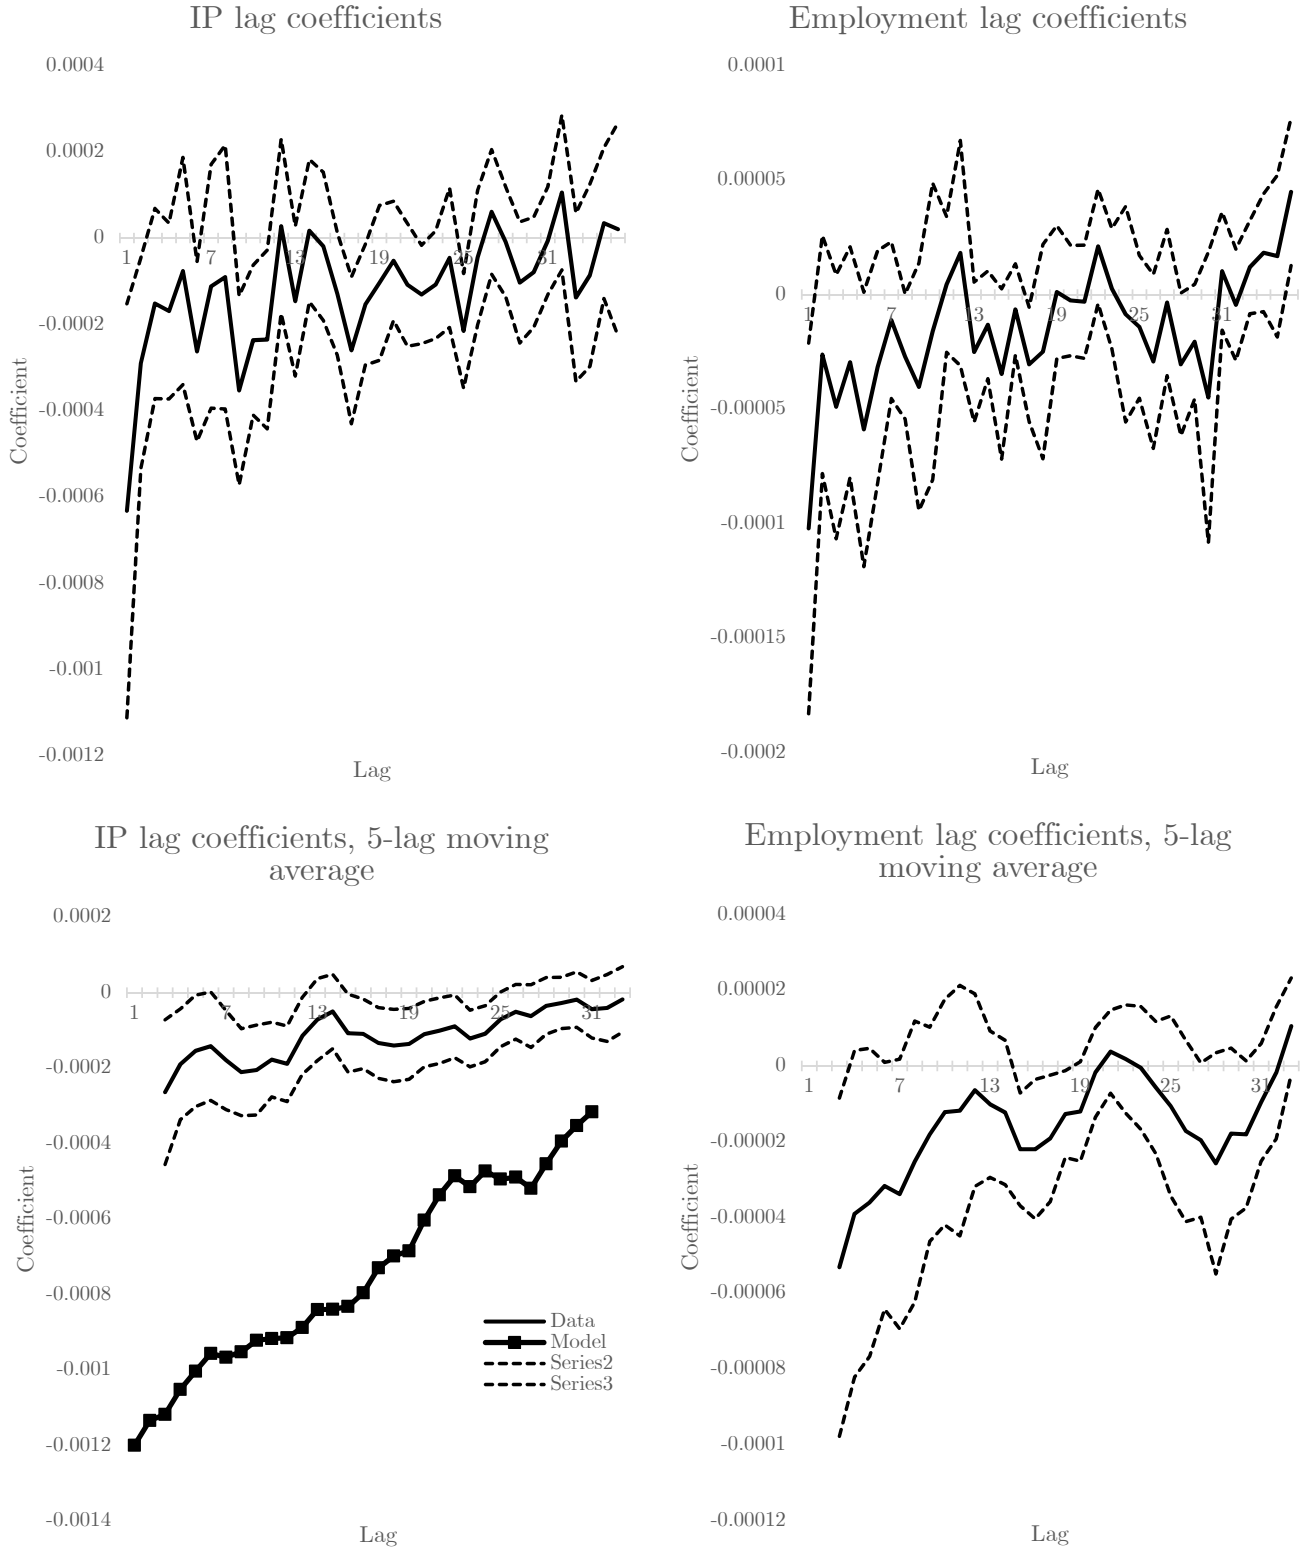 IP lag coefficients
0.0004
0.0002
0
-0.0002
-0.0004
-0.0006
-0.0008
-0.001
-0.0012
1 7 13 19 25 31
Coefficient
Lag
Employment lag coefficients
0.0001
0.00005
0
-0.00005
-0.0001
-0.00015
-0.0002
1 7 13 19 25 31
Coefficient
Lag
IP lag coefficients, 5-lag moving
average
0.0002
0
-0.0002
-0.0004
-0.0006
-0.0008
-0.001
-0.0012
-0.0014
1 7 13 19 25 31
Coefficient
Data
Model
Series2
Series3
Lag
Employment lag coefficients, 5-lag
moving average
0.00004
0.00002
0
-0.00002
-0.00004
-0.00006
-0.00008
-0.0001
-0.00012
1 7 13 19 25 31
Coefficient
Lag